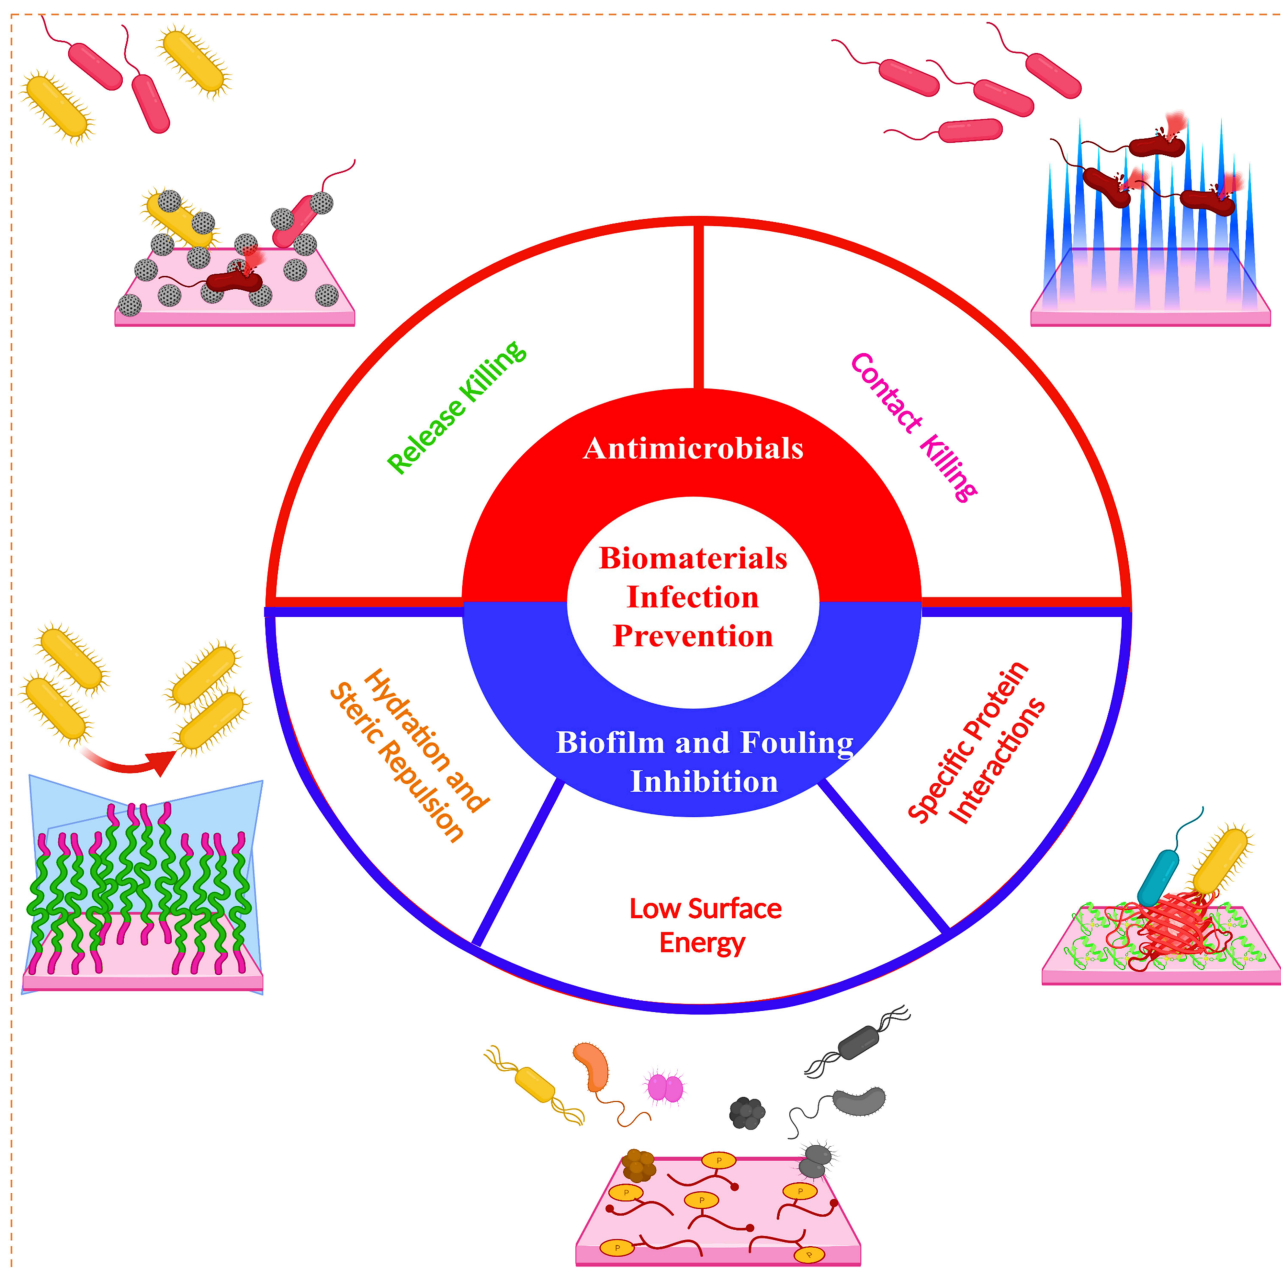 Release Killing
Contact Killing
Antimicrobials
Biomaterials
Infection
Prevention
Hydration and
Steric Repulsion
Biofilm and Fouling
Inhibition
Specific Protein
Interactions
Low Surface
Energy
P
P
P
P
P
P